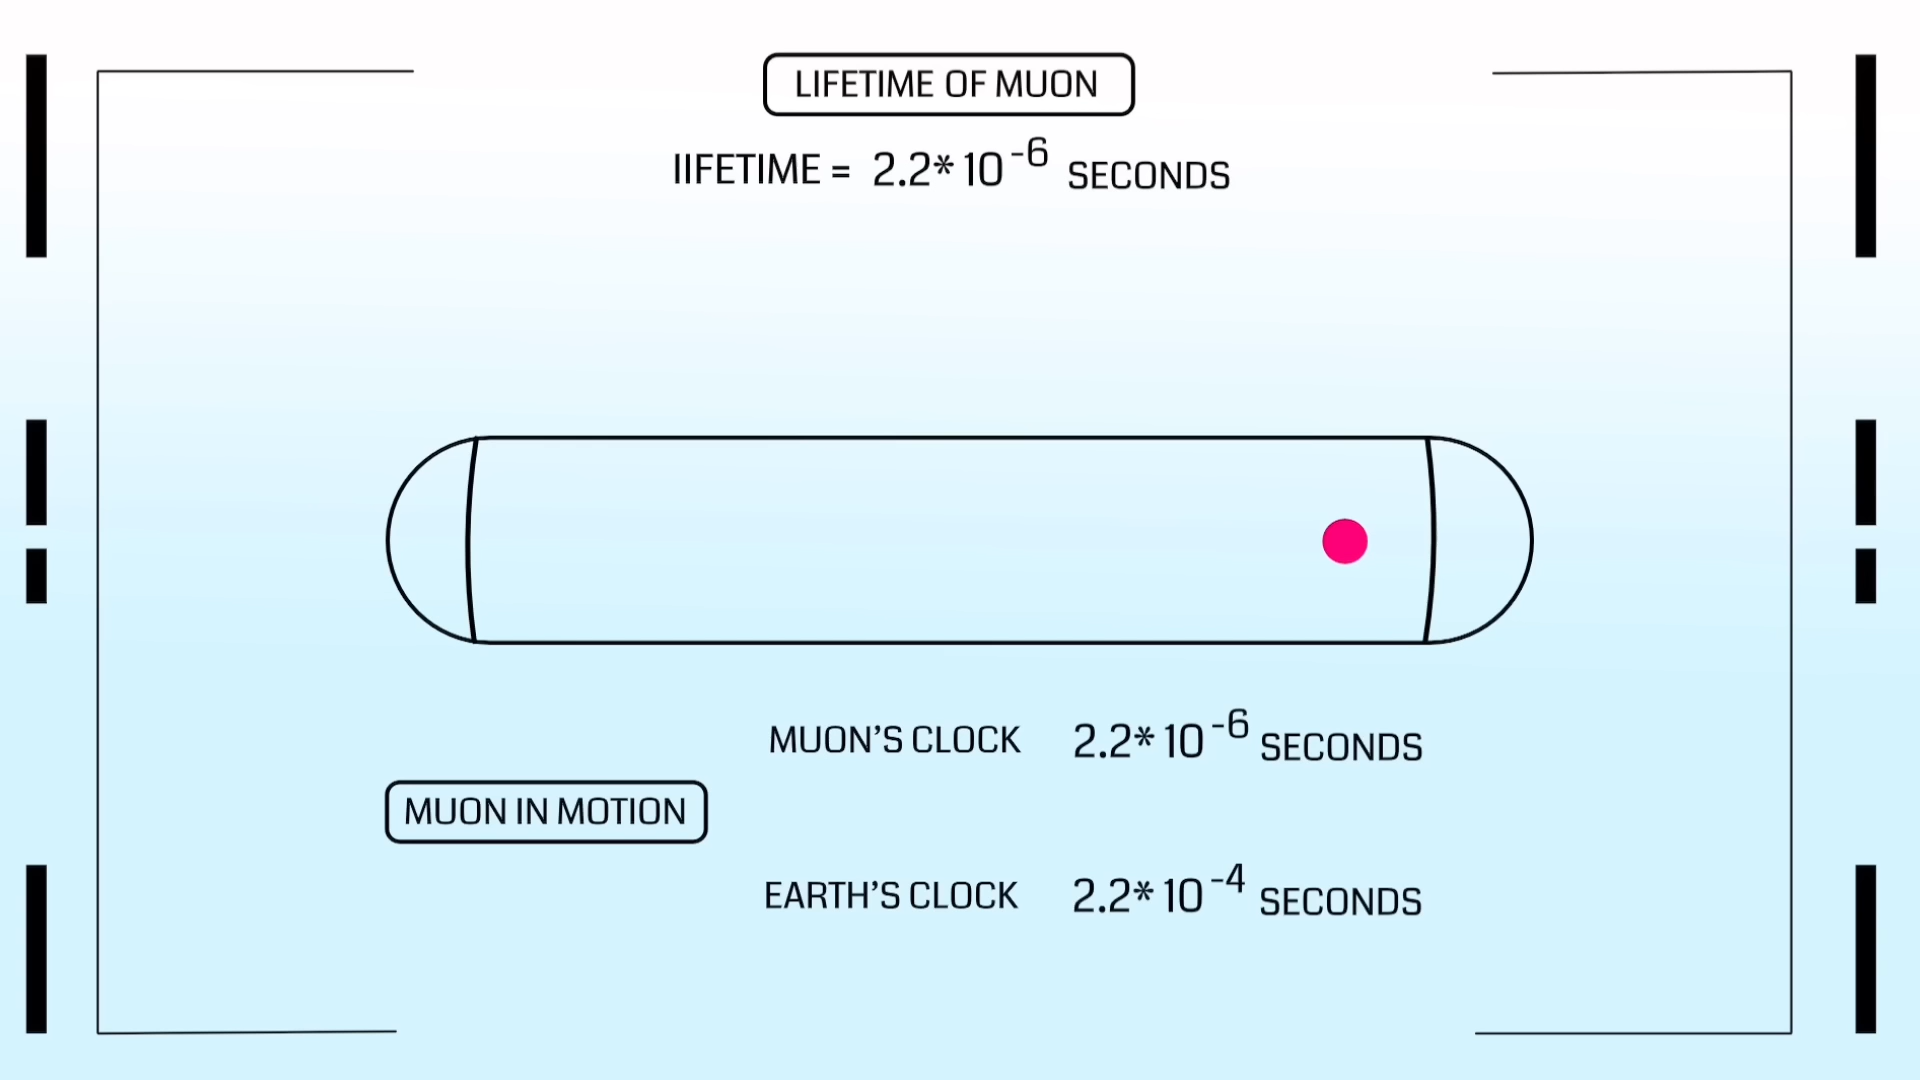 LIFETIME OF MUON
IIFETIME = 2.2* 10⁻⁶ SECONDS
MUON'S CLOCK 2.2* 10⁻⁶ SECONDS
MUON IN MOTION
EARTH'S CLOCK 2.2* 10⁻⁴ SECONDS